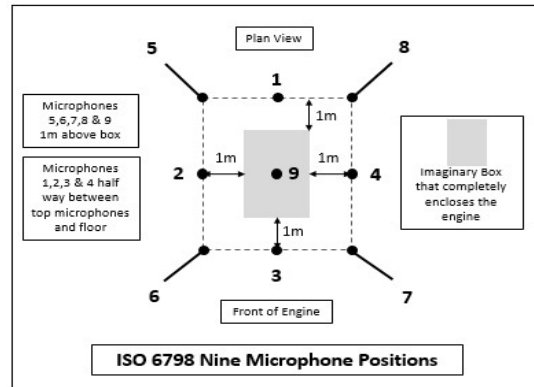 Plan View
5
8
1
Microphones
5,6,7,8 & 9
1m above box
1m
Microphones
1,2,3 & 4 half
way between
top microphones
and floor
2
1m
9
1m
4
Imaginary Box
that completely
encloses the
engine
1m
3
6
7
Front of Engine
ISO 6798 Nine Microphone Positions